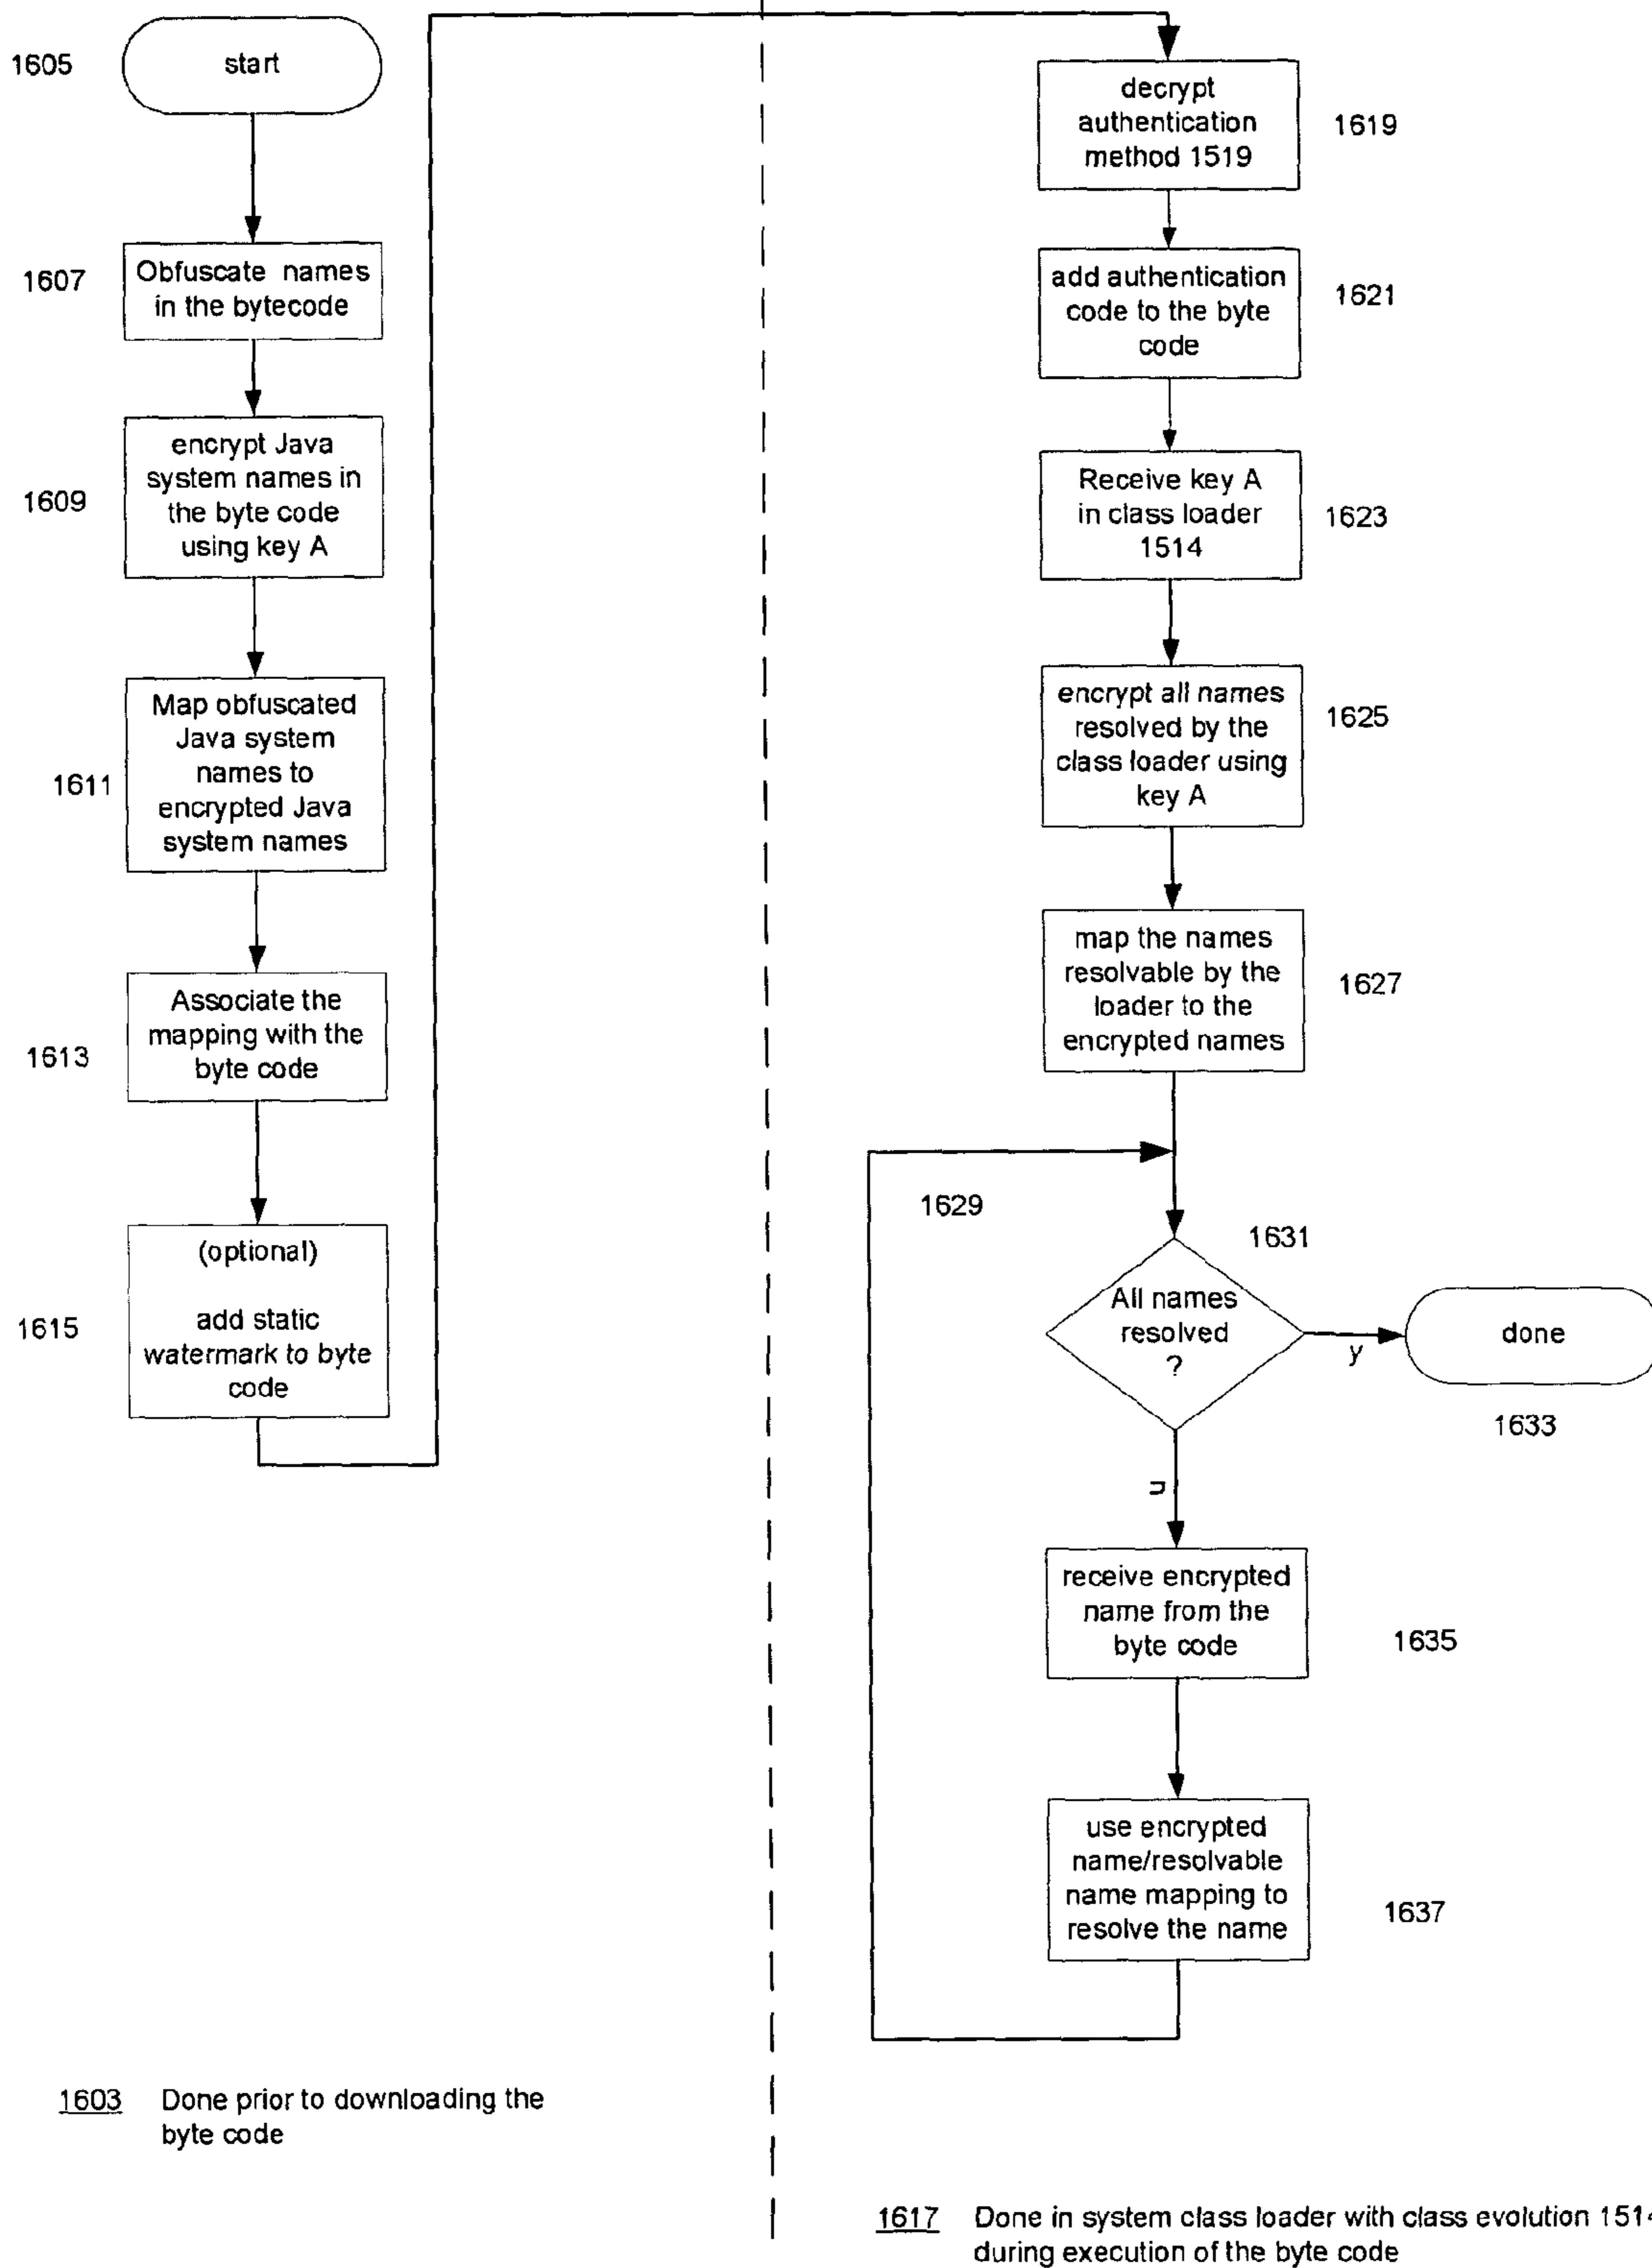 1605
start
1607
Obfuscate names
in the bytecode
1609
encrypt Java
system names in
the byte code
using key A
1611
Map obfuscated
Java system
names to
encrypted Java
system names
1613
Associate the
mapping with the
byte code
1615
(optional)
add static
watermark to byte
code
1603 Done prior to downloading the
byte code
decrypt
authentication
method 1519
1619
add authentication
code to the byte
code
1621
Receive key A
in class loader
1514
1623
encrypt all names
resolved by the
class loader using
key A
1625
map the names
resolvable by the
loader to the
encrypted names
1627
1629
1631
All names
resolved
?
y
done
1633
n
receive encrypted
name from the
byte code
1635
use encrypted
name/resolvable
name mapping to
resolve the name
1637
1617 Done in system class loader with class evolution 1514
during execution of the byte code